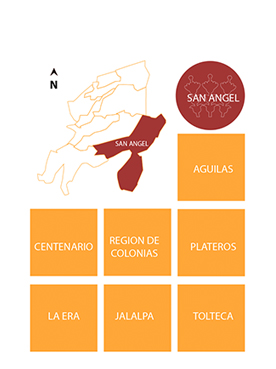 N
SAN ANGEL
SAN ANGEL
AGUILAS
CENTENARIO
REGION DE
COLONIAS
PLATEROS
LA ERA
JALALPA
TOLTECA